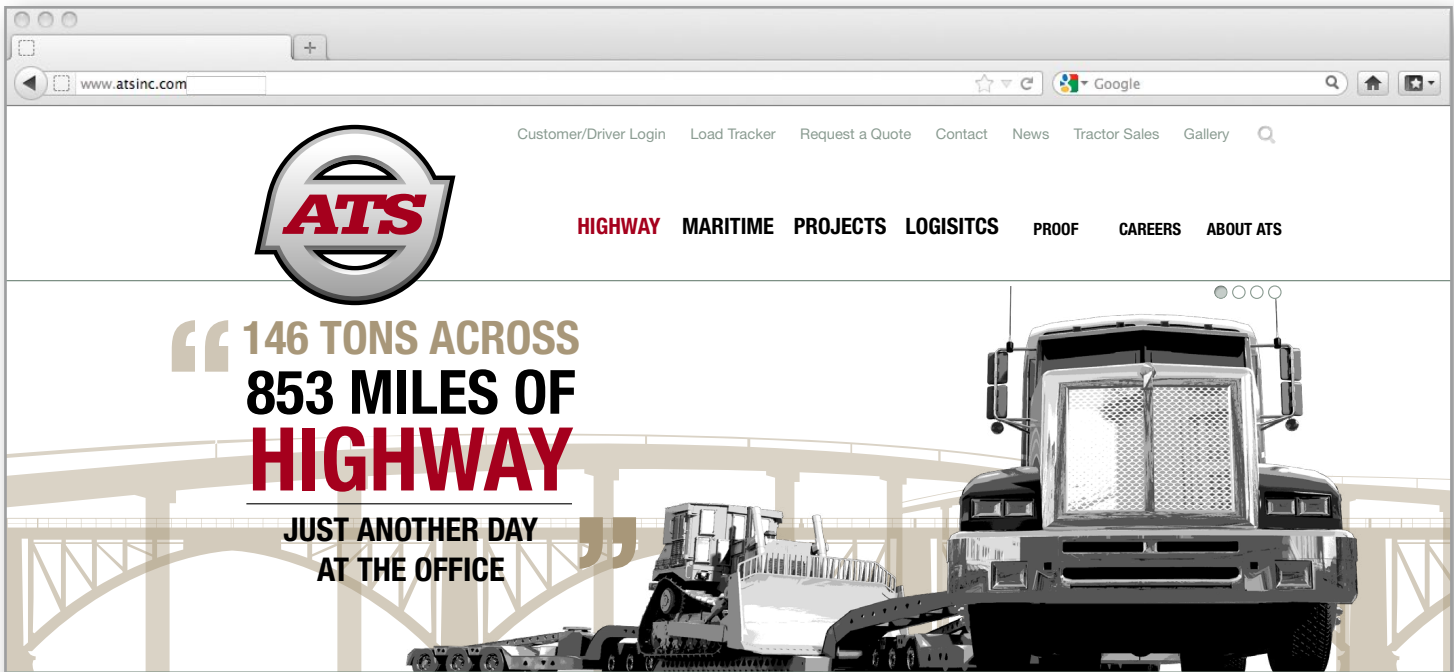 www.atsinc.com
Google
Customer/Driver Login Load Tracker Request a Quote Contact News Tractor Sales Gallery
ATS
HIGHWAY MARITIME PROJECTS LOGISITCS PROOF CAREERS ABOUT ATS
“ 146 TONS ACROSS
853 MILES OF
HIGHWAY
JUST ANOTHER DAY
AT THE OFFICE ”